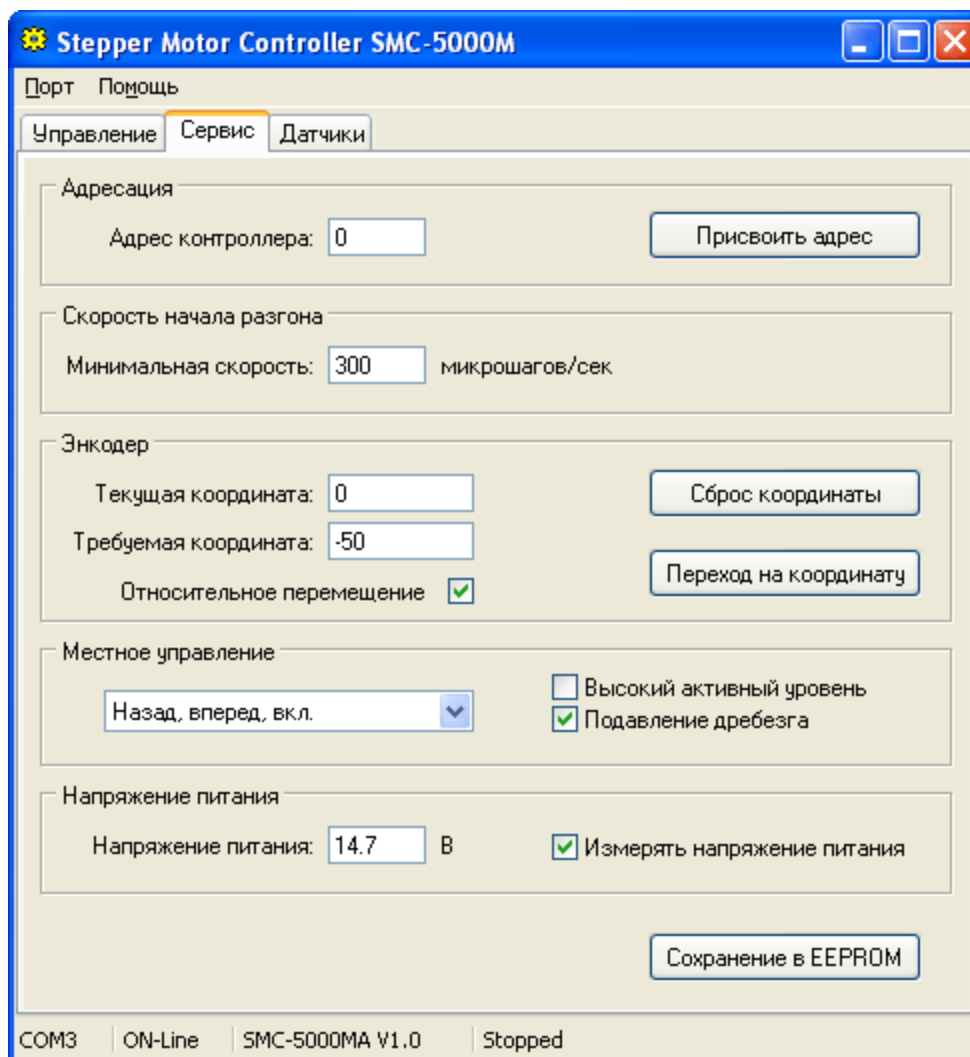 Stepper Motor Controller SMC-5000M
Порт Помощь
Управление Сервис Датчики
Адресация
Адрес контроллера: 0 Присвоить адрес
Скорость начала разгона
Минимальная скорость: 300 микрошагов/сек
Энкодер
Текущая координата: 0 Сброс координаты
Требуемая координата: -50
Переход на координату
Относительное перемещение
Местное управление
Назад, вперед, вкл.
Высокий активный уровень
Подавление дребезга
Напряжение питания
Напряжение питания: 14.7 В Измерять напряжение питания
Сохранение в EEPROM
COM3 ON-Line SMC-5000MA V1.0 Stopped